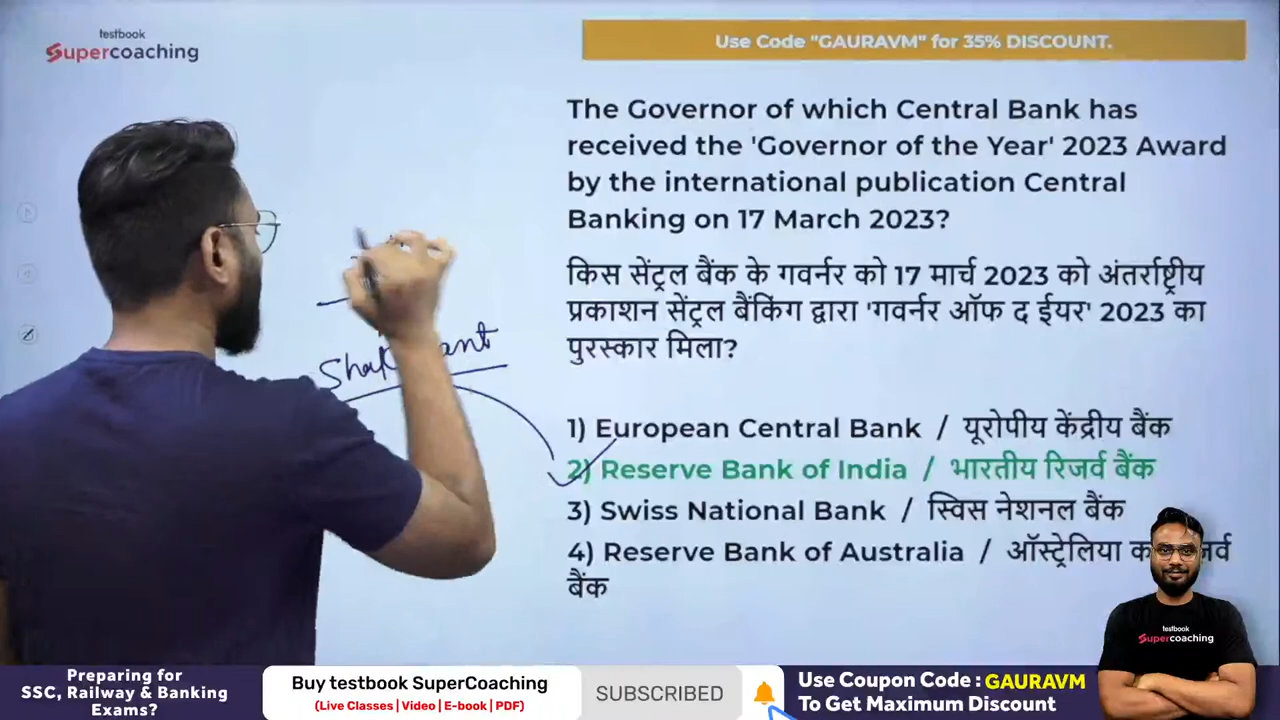 testbook
Supercoaching
Use Code "GAURAVM" for 35% DISCOUNT.
The Governor of which Central Bank has
received the 'Governor of the Year' 2023 Award
by the international publication Central
Banking on 17 March 2023?
किस सेंट्रल बैंक के गवर्नर को 17 मार्च 2023 को अंतर्राष्ट्रीय
प्रकाशन सेंट्रल बैंकिंग द्वारा 'गवर्नर ऑफ द ईयर' 2023 का
पुरस्कार मिला?
1) European Central Bank / यूरोपीय केंद्रीय बैंक
2) Reserve Bank of India / भारतीय रिजर्व बैंक
3) Swiss National Bank / स्विस नेशनल बैंक
4) Reserve Bank of Australia / ऑस्ट्रेलिया
बैंक
testbook
Supercoaching
Preparing for
SSC, Railway & Banking
Exams?
Buy testbook SuperCoaching
(Live Classes | Video | E-book | PDF)
SUBSCRIBED
Use Coupon Code : GAURAVM
To Get Maximum Discount